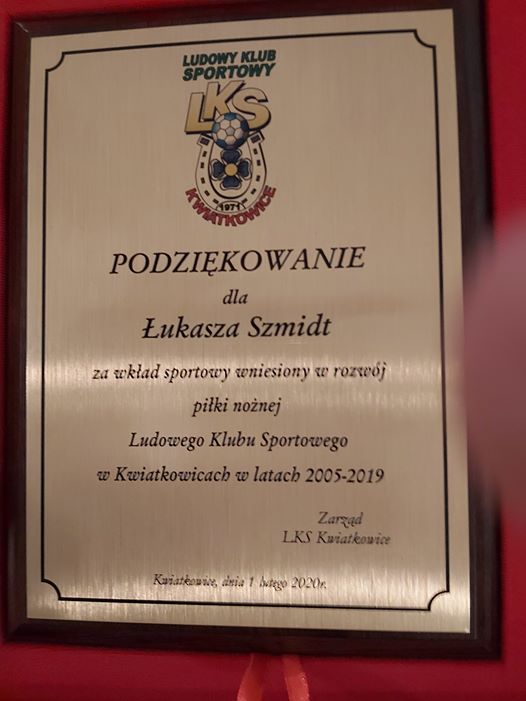 LUDOWY KLUB
SPORTOWY
LKS
1971
KWIATKOWICE
PODZIĘKOWANIE
dla
Łukasza Szmidt
za wkład sportowy wniesiony w rozwój
piłki nożnej
Ludowego Klubu Sportowego
w Kwiatkowicach w latach 2005-2019
Zarząd
LKS Kwiatkowice
Kwiatkowice, dnia 1 lutego 2020r.